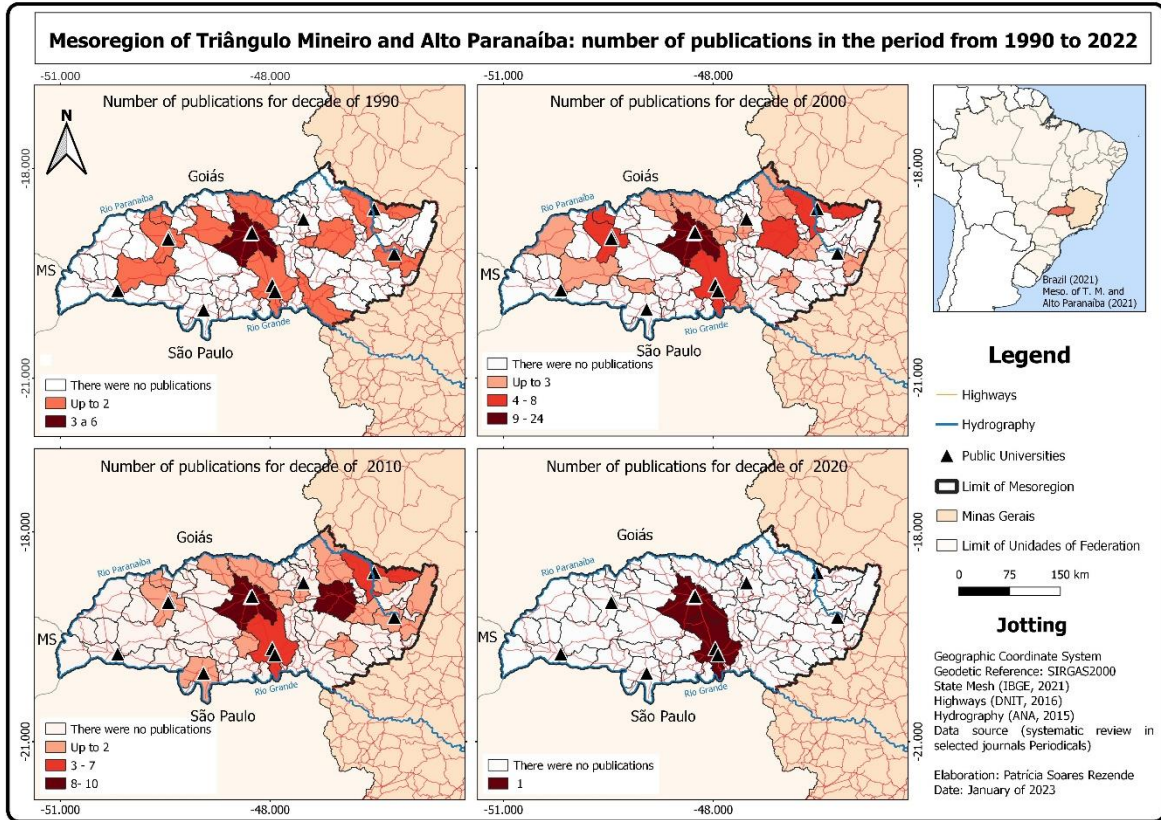 Mesoregion of Triângulo Mineiro and Alto Paranaíba: number of publications in the period from 1990 to 2022
-51.000
-48.000
-51.000
-48.000
Number of publications for decade of 1990
N
Goiás
Rio Paranaíba
MS
Rio Grande
São Paulo
There were no publications
Up to 2
3 a 6
-18.000
-21.000
Number of publications for decade of 2000
Goiás
Rio Paranaíba
MS
Rio Grande
São Paulo
There were no publications
Up to 3
4 - 8
9 - 24
-18.000
-21.000
Number of publications for decade of 2010
Goiás
Rio Paranaíba
MS
Rio Grande
São Paulo
There were no publications
Up to 2
3 - 7
8- 10
-18.000
-21.000
-51.000
-48.000
Number of publications for decade of 2020
Goiás
Rio Paranaíba
MS
Rio Grande
São Paulo
There were no publications
1
-18.000
-21.000
-51.000
-48.000
Brazil (2021)
Meso. of T. M. and
Alto Paranaíba (2021)
Legend
Highways
Hydrography
Public Universities
Limit of Mesoregion
Minas Gerais
Limit of Unidades of Federation
0 75 150 km
Jotting
Geographic Coordinate System
Geodetic Reference: SIRGAS2000
State Mesh (IBGE, 2021)
Highways (DNIT, 2016)
Hydrography (ANA, 2015)
Data source (systematic review in
selected journals Periodicals)
Elaboration: Patrícia Soares Rezende
Date: January of 2023